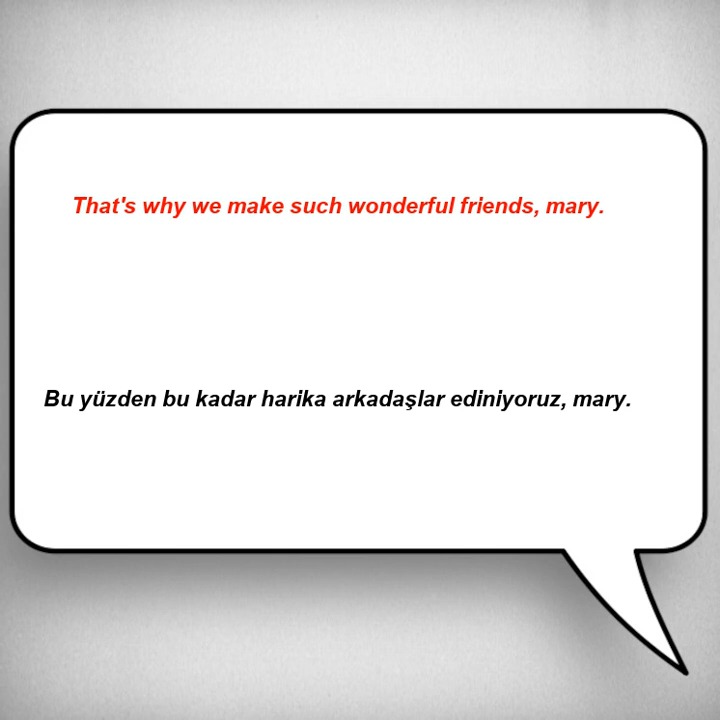 That's why we make such wonderful friends, mary.
Bu yüzden bu kadar harika arkadaşlar ediniyoruz, mary.